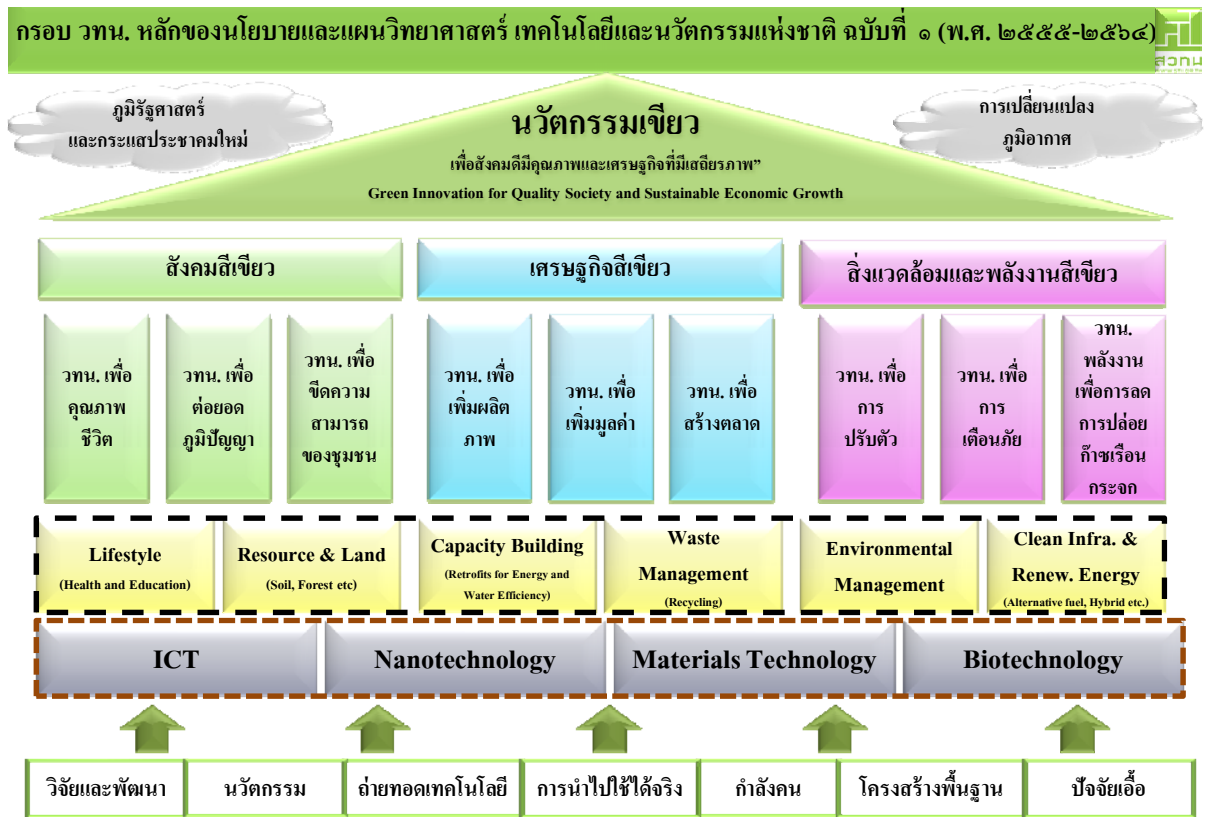 กรอบ วทน. หลักของนโยบายและแผนวิทยาศาสตร์ เทคโนโลยีและนวัตกรรมแห่งชาติ ฉบับที่ ๑ (พ.ศ. ๒๕๕๕-๒๕๖๔)
สวทน
ภูมิรัฐศาสตร์
และกระแสประชาคมใหม่
การเปลี่ยนแปลง
ภูมิอากาศ
นวัตกรรมเขียว
เพื่อสังคมดีมีคุณภาพและเศรษฐกิจที่มีเสถียรภาพ”
Green Innovation for Quality Society and Sustainable Economic Growth
สังคมสีเขียว
เศรษฐกิจสีเขียว
สิ่งแวดล้อมและพลังงานสีเขียว
วทน. เพื่อ
คุณภาพ
ชีวิต
วทน. เพื่อ
ต่อยอด
ภูมิปัญญา
วทน. เพื่อ
ขีดความ
สามารถ
ของชุมชน
วทน. เพื่อ
เพิ่มผลิต
ภาพ
วทน. เพื่อ
เพิ่มมูลค่า
วทน. เพื่อ
สร้างตลาด
วทน. เพื่อ
การ
ปรับตัว
วทน. เพื่อ
การ
เตือนภัย
วทน.
พลังงาน
เพื่อการลด
การปล่อย
ก๊าซเรือน
กระจก
Lifestyle
(Health and Education)
Resource & Land
(Soil, Forest etc)
Capacity Building
(Retrofits for Energy and
Water Efficiency)
Waste
Management
(Recycling)
Environmental
Management
Clean Infra. &
Renew. Energy
(Alternative fuel, Hybrid etc.)
ICT
Nanotechnology
Materials Technology
Biotechnology
วิจัยและพัฒนา
นวัตกรรม
ถ่ายทอดเทคโนโลยี
การนำไปใช้ได้จริง
กำลังคน
โครงสร้างพื้นฐาน
ปัจจัยเอื้อ